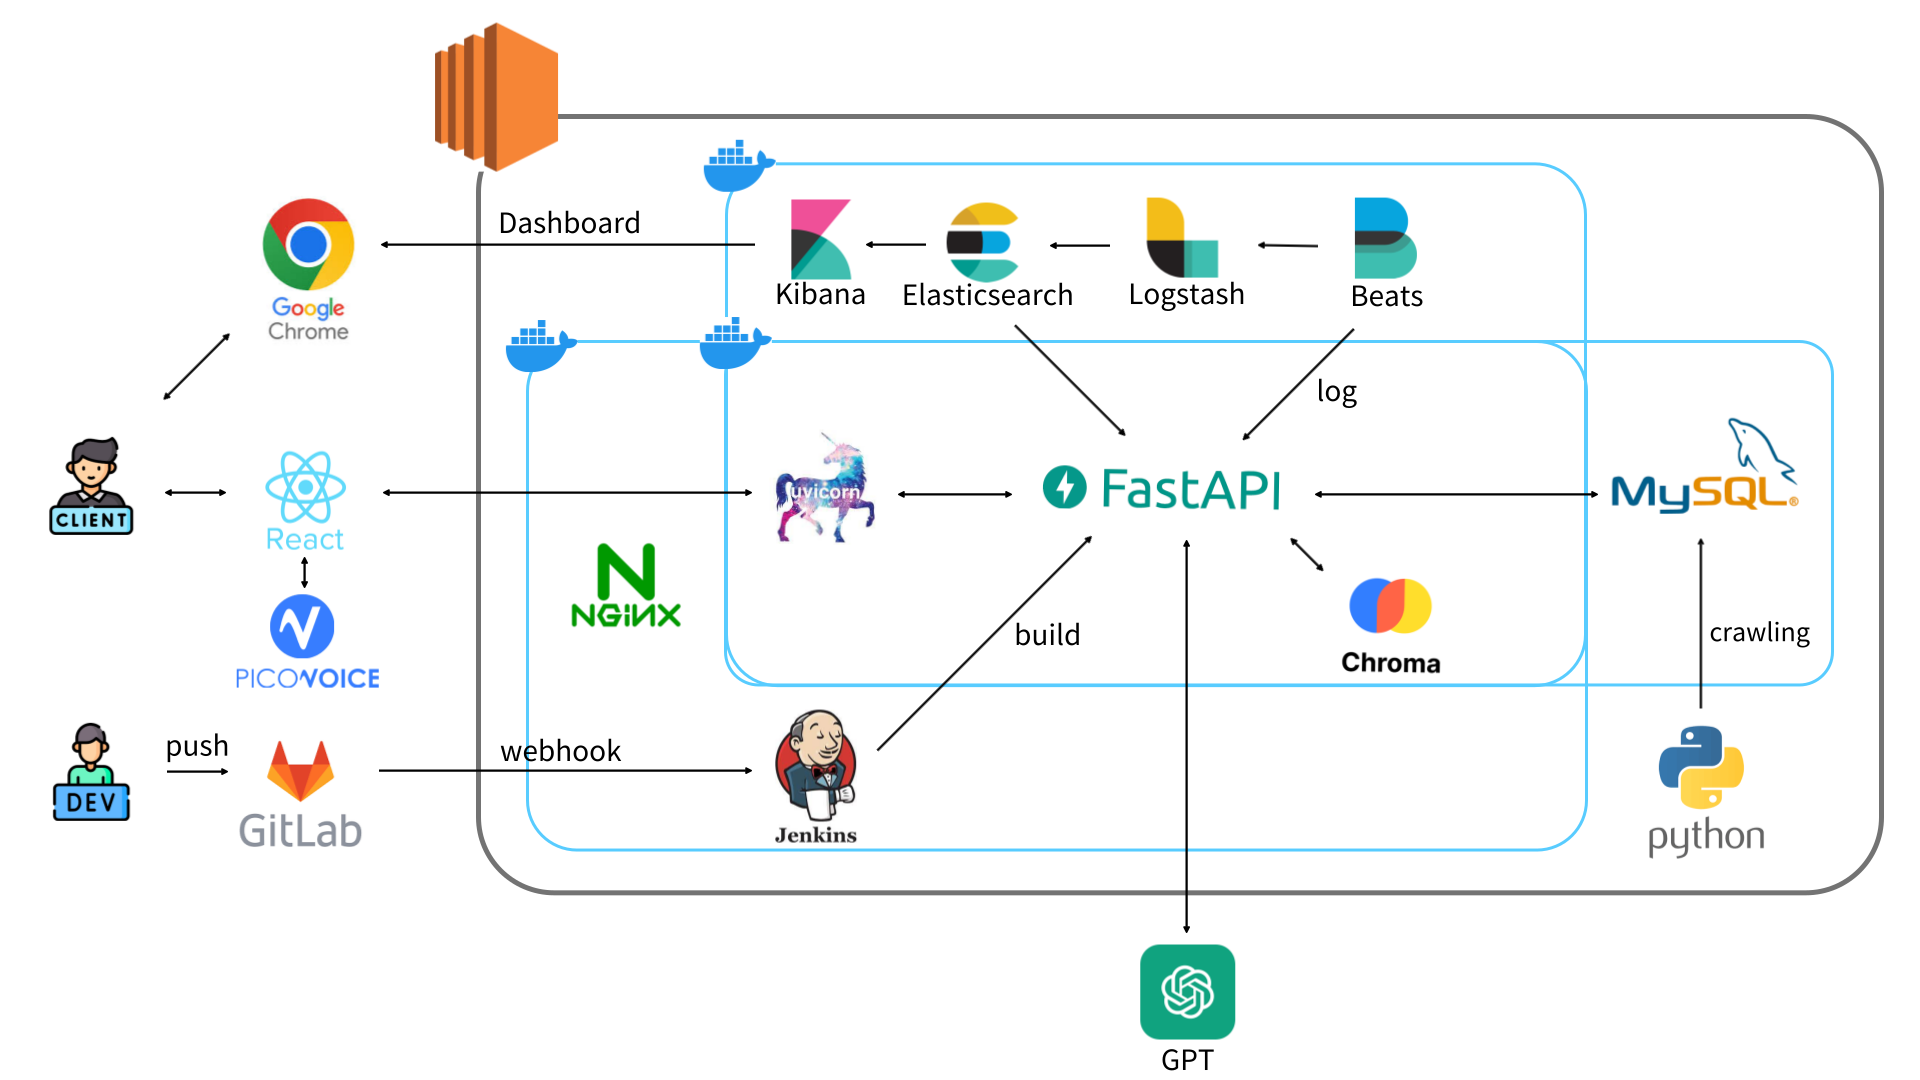 Dashboard
Google
Chrome
Kibana
Elasticsearch
Logstash
Beats
log
CLIENT
React
uvicorn
FastAPI
MySQL®
NGiNX
PICOVOICE
build
Chroma
crawling
DEV
push
GitLab
webhook
Jenkins
python
GPT